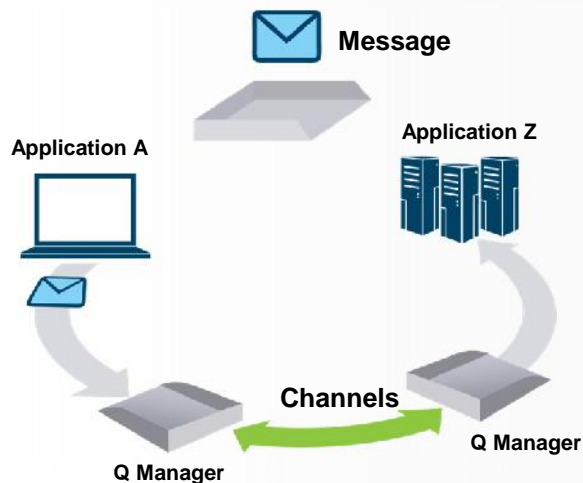 Message
Application A
Application Z
Channels
Q Manager
Q Manager